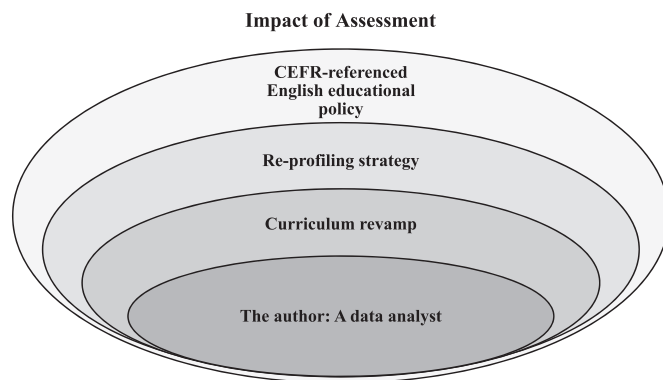 Impact of Assessment
CEFR-referenced
English educational
policy
Re-profiling strategy
Curriculum revamp
The author: A data analyst